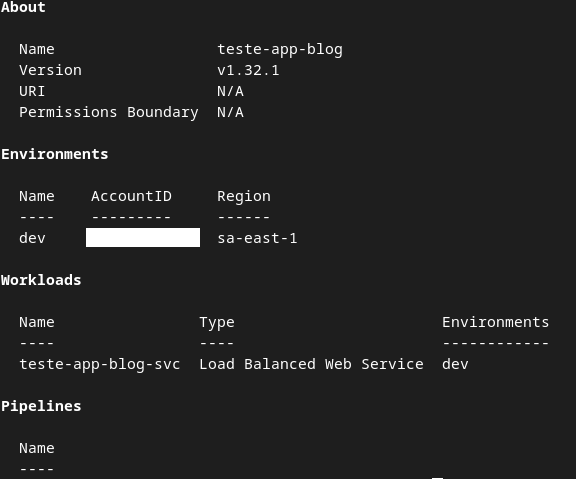 About
Name teste-app-blog
Version v1.32.1
URI N/A
Permissions Boundary N/A
Environments
Name AccountID Region
---- --------- ------
dev sa-east-1
Workloads
Name Type Environments
---- ---- ------------
teste-app-blog-svc Load Balanced Web Service dev
Pipelines
Name
----